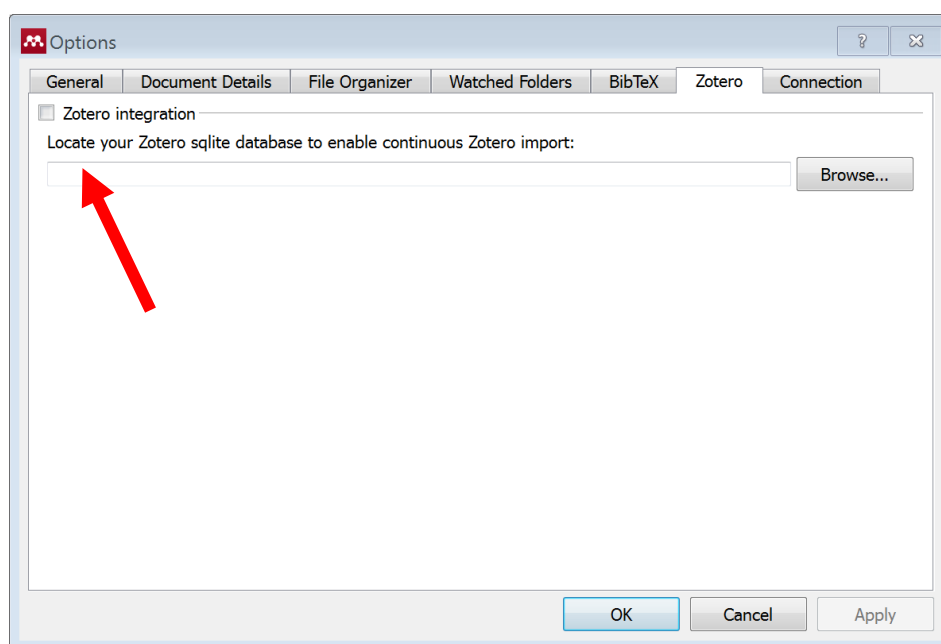 Options
General Document Details File Organizer Watched Folders BibTeX Zotero Connection
Zotero integration
Locate your Zotero sqlite database to enable continuous Zotero import:
Browse...
OK Cancel Apply